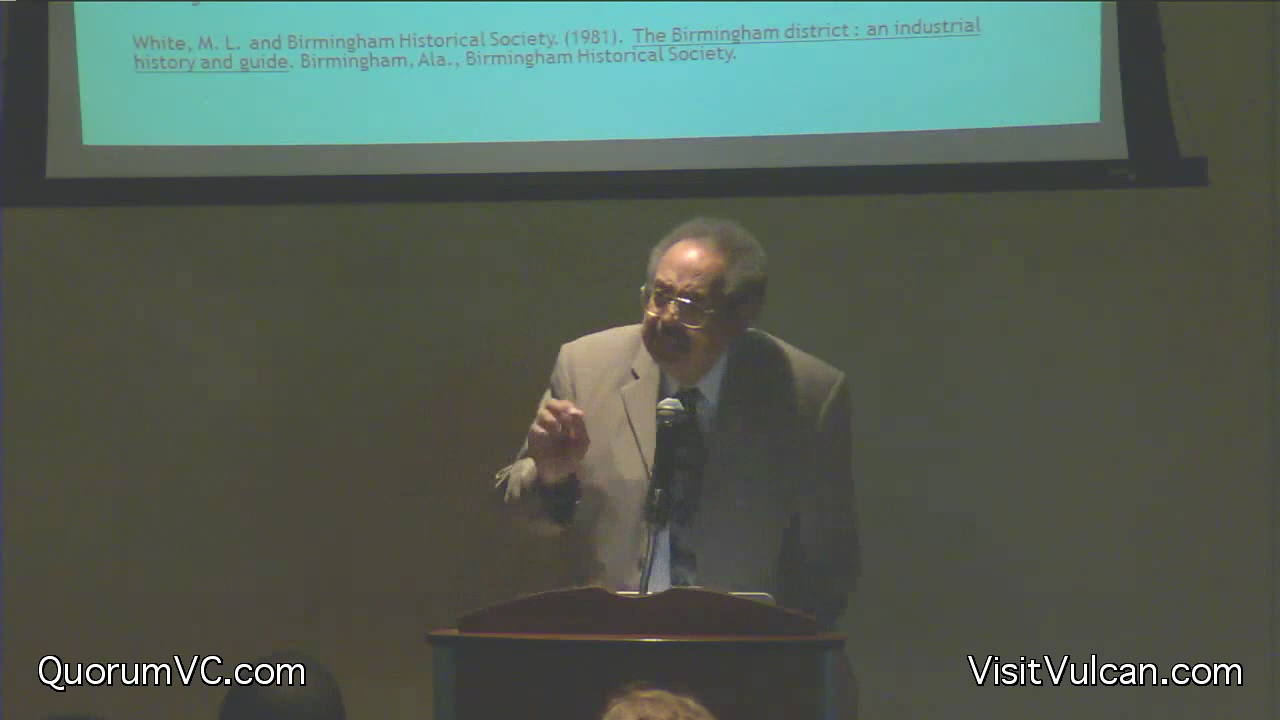 White, M. L. and Birmingham Historical Society. (1981). The Birmingham district : an industrial
history and guide. Birmingham, Ala., Birmingham Historical Society.
QuorumVC.com
VisitVulcan.com